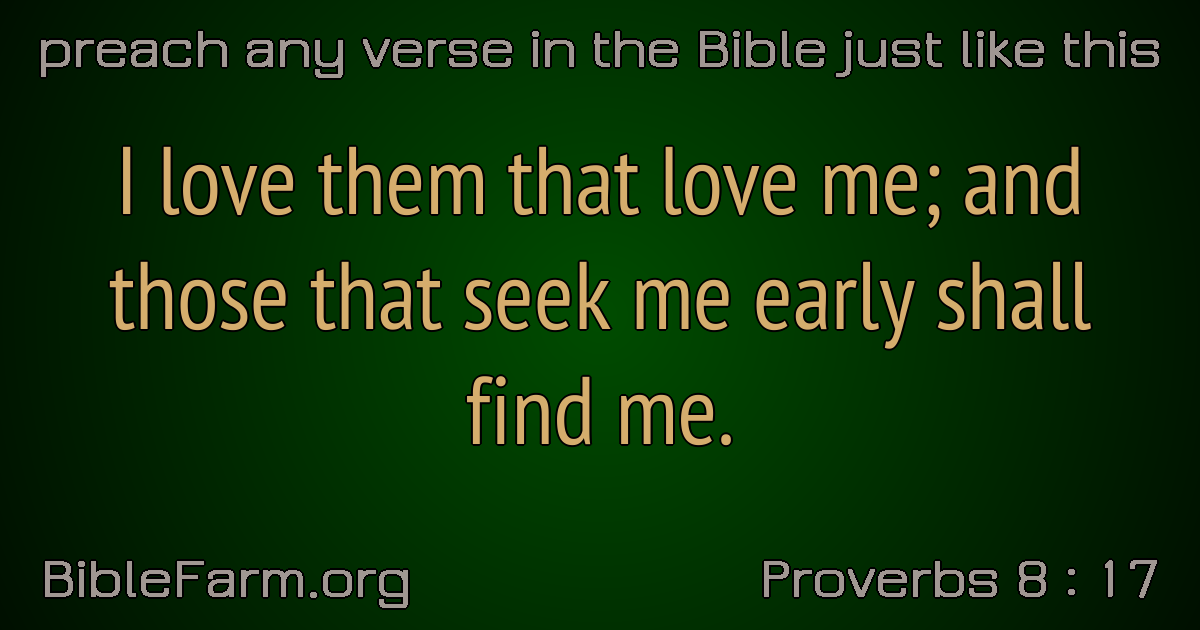 preach any verse in the Bible just like this
I love them that love me; and
those that seek me early shall
find me.
BibleFarm.org
Proverbs 8 : 17